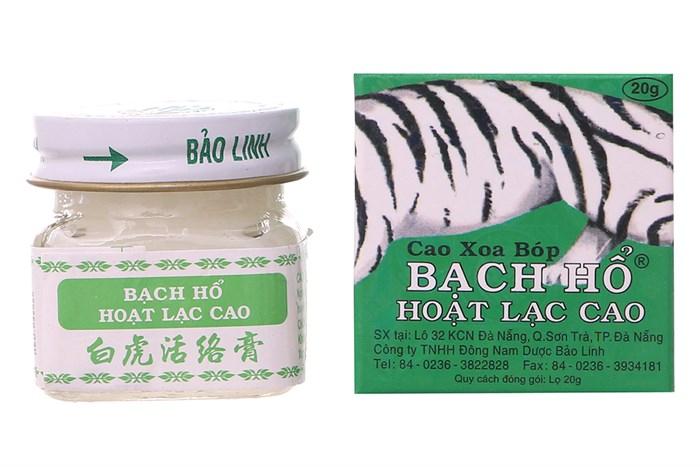 BẢO LINH
BẠCH HỔ
HOẠT LẠC CAO
白虎活络膏
20g
Cao Xoa Bóp
BẠCH HỔ®
HOẠT LẠC CAO
SX tại: Lô 32 KCN Đà Nẵng, Q.Sơn Trà, TP.Đà Nẵng
Công ty TNHH Đông Nam Dược Bảo Linh
Tel: 84 - 0236 - 3822828 Fax: 84 - 0236 - 3934181
Quy cách đóng gói: Lọ 20g